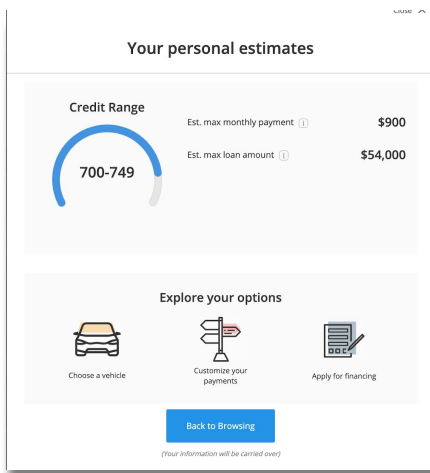 Close
Your personal estimates
Credit Range
700-749
Est. max monthly payment i $900
Est. max loan amount i $54,000
Explore your options
Choose a vehicle
Customize your
payments
Apply for financing
Back to Browsing
(Your information will be carried over)